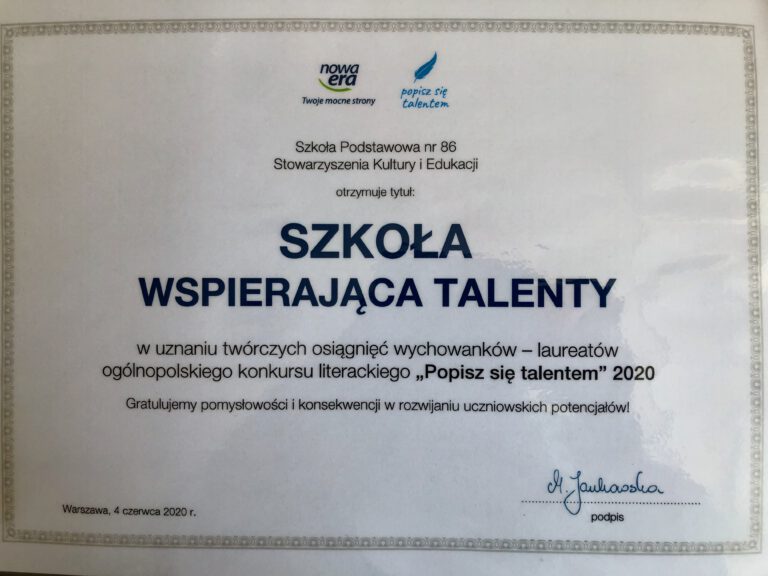 nowa
era
Twoje mocne strony
popisz się
talentem
Szkoła Podstawowa nr 86
Stowarzyszenia Kultury i Edukacji
otrzymuje tytuł:
SZKOŁA
WSPIERAJĄCA TALENTY
w uznaniu twórczych osiągnięć wychowanków – laureatów
ogólnopolskiego konkursu literackiego „Popisz się talentem” 2020
Gratulujemy pomysłowości i konsekwencji w rozwijaniu uczniowskich potencjałów!
M. Jankowska
Warszawa, 4 czerwca 2020 r.
podpis